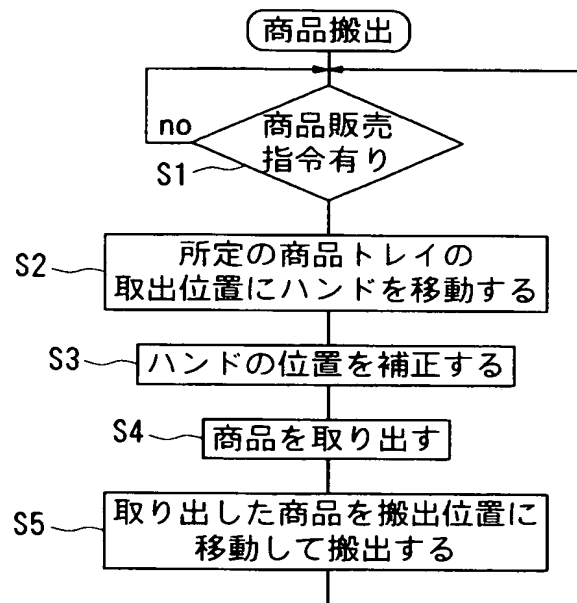 商品搬出
no
商品販売
指令有り
S1
S2
所定の商品トレイの
取出位置にハンドを移動する
S3
ハンドの位置を補正する
S4
商品を取り出す
S5
取り出した商品を搬出位置に
移動して搬出する